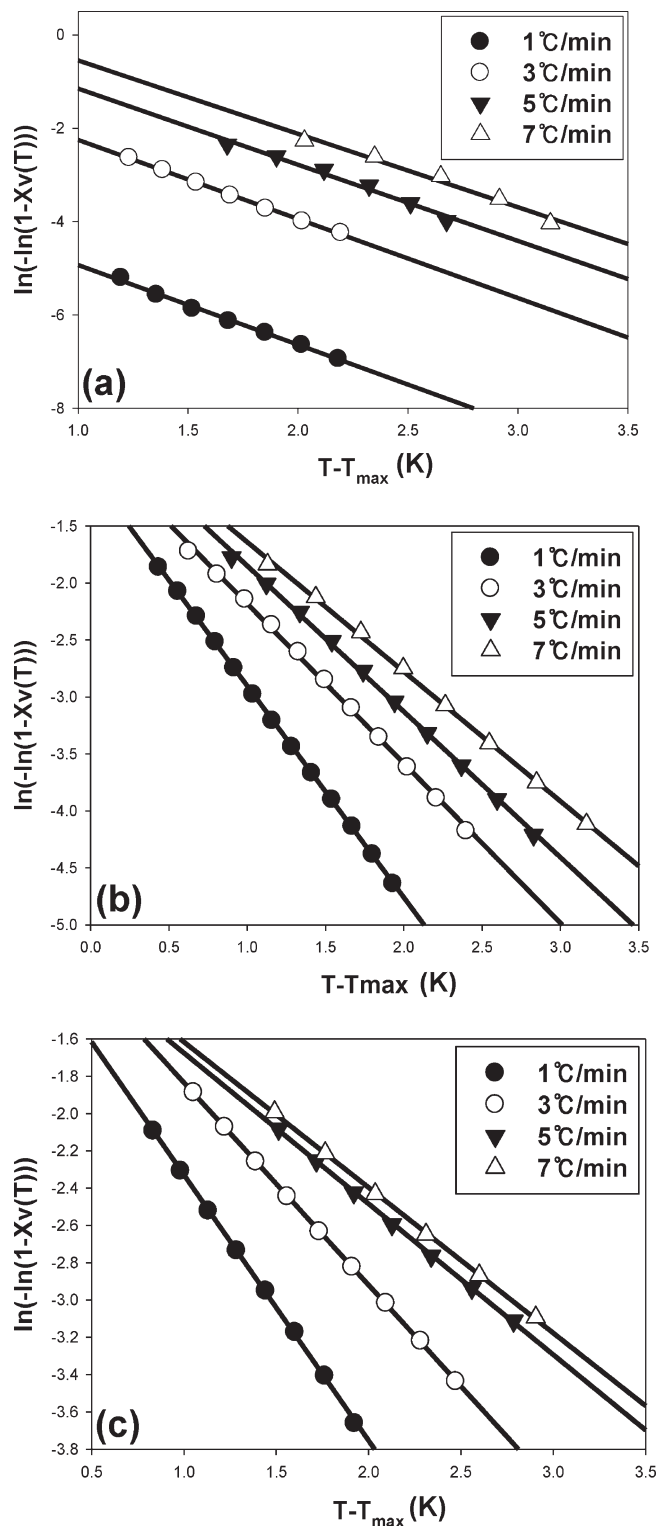 0
-2
-4
-6
-8
ln(-ln(1-Xv(T)))
1℃/min
3℃/min
5℃/min
7℃/min
(a)
1.0 1.5 2.0 2.5 3.0 3.5
T-Tmax (K)
-1.5
-2.0
-2.5
-3.0
-3.5
-4.0
-4.5
-5.0
ln(-ln(1-Xv(T)))
1℃/min
3℃/min
5℃/min
7℃/min
(b)
0.0 0.5 1.0 1.5 2.0 2.5 3.0 3.5
T-Tmax (K)
-1.6
-1.8
-2.0
-2.2
-2.4
-2.6
-2.8
-3.0
-3.2
-3.4
-3.6
-3.8
ln(-ln(1-Xv(T)))
1℃/min
3℃/min
5℃/min
7℃/min
(c)
0.5 1.0 1.5 2.0 2.5 3.0 3.5
T-Tmax (K)